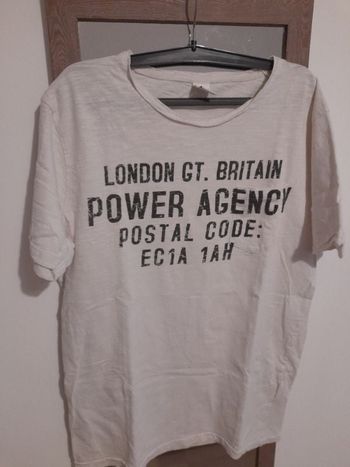 LONDON GT. BRITAIN
POWER AGENCY
POSTAL CODE:
EC1A 1AH